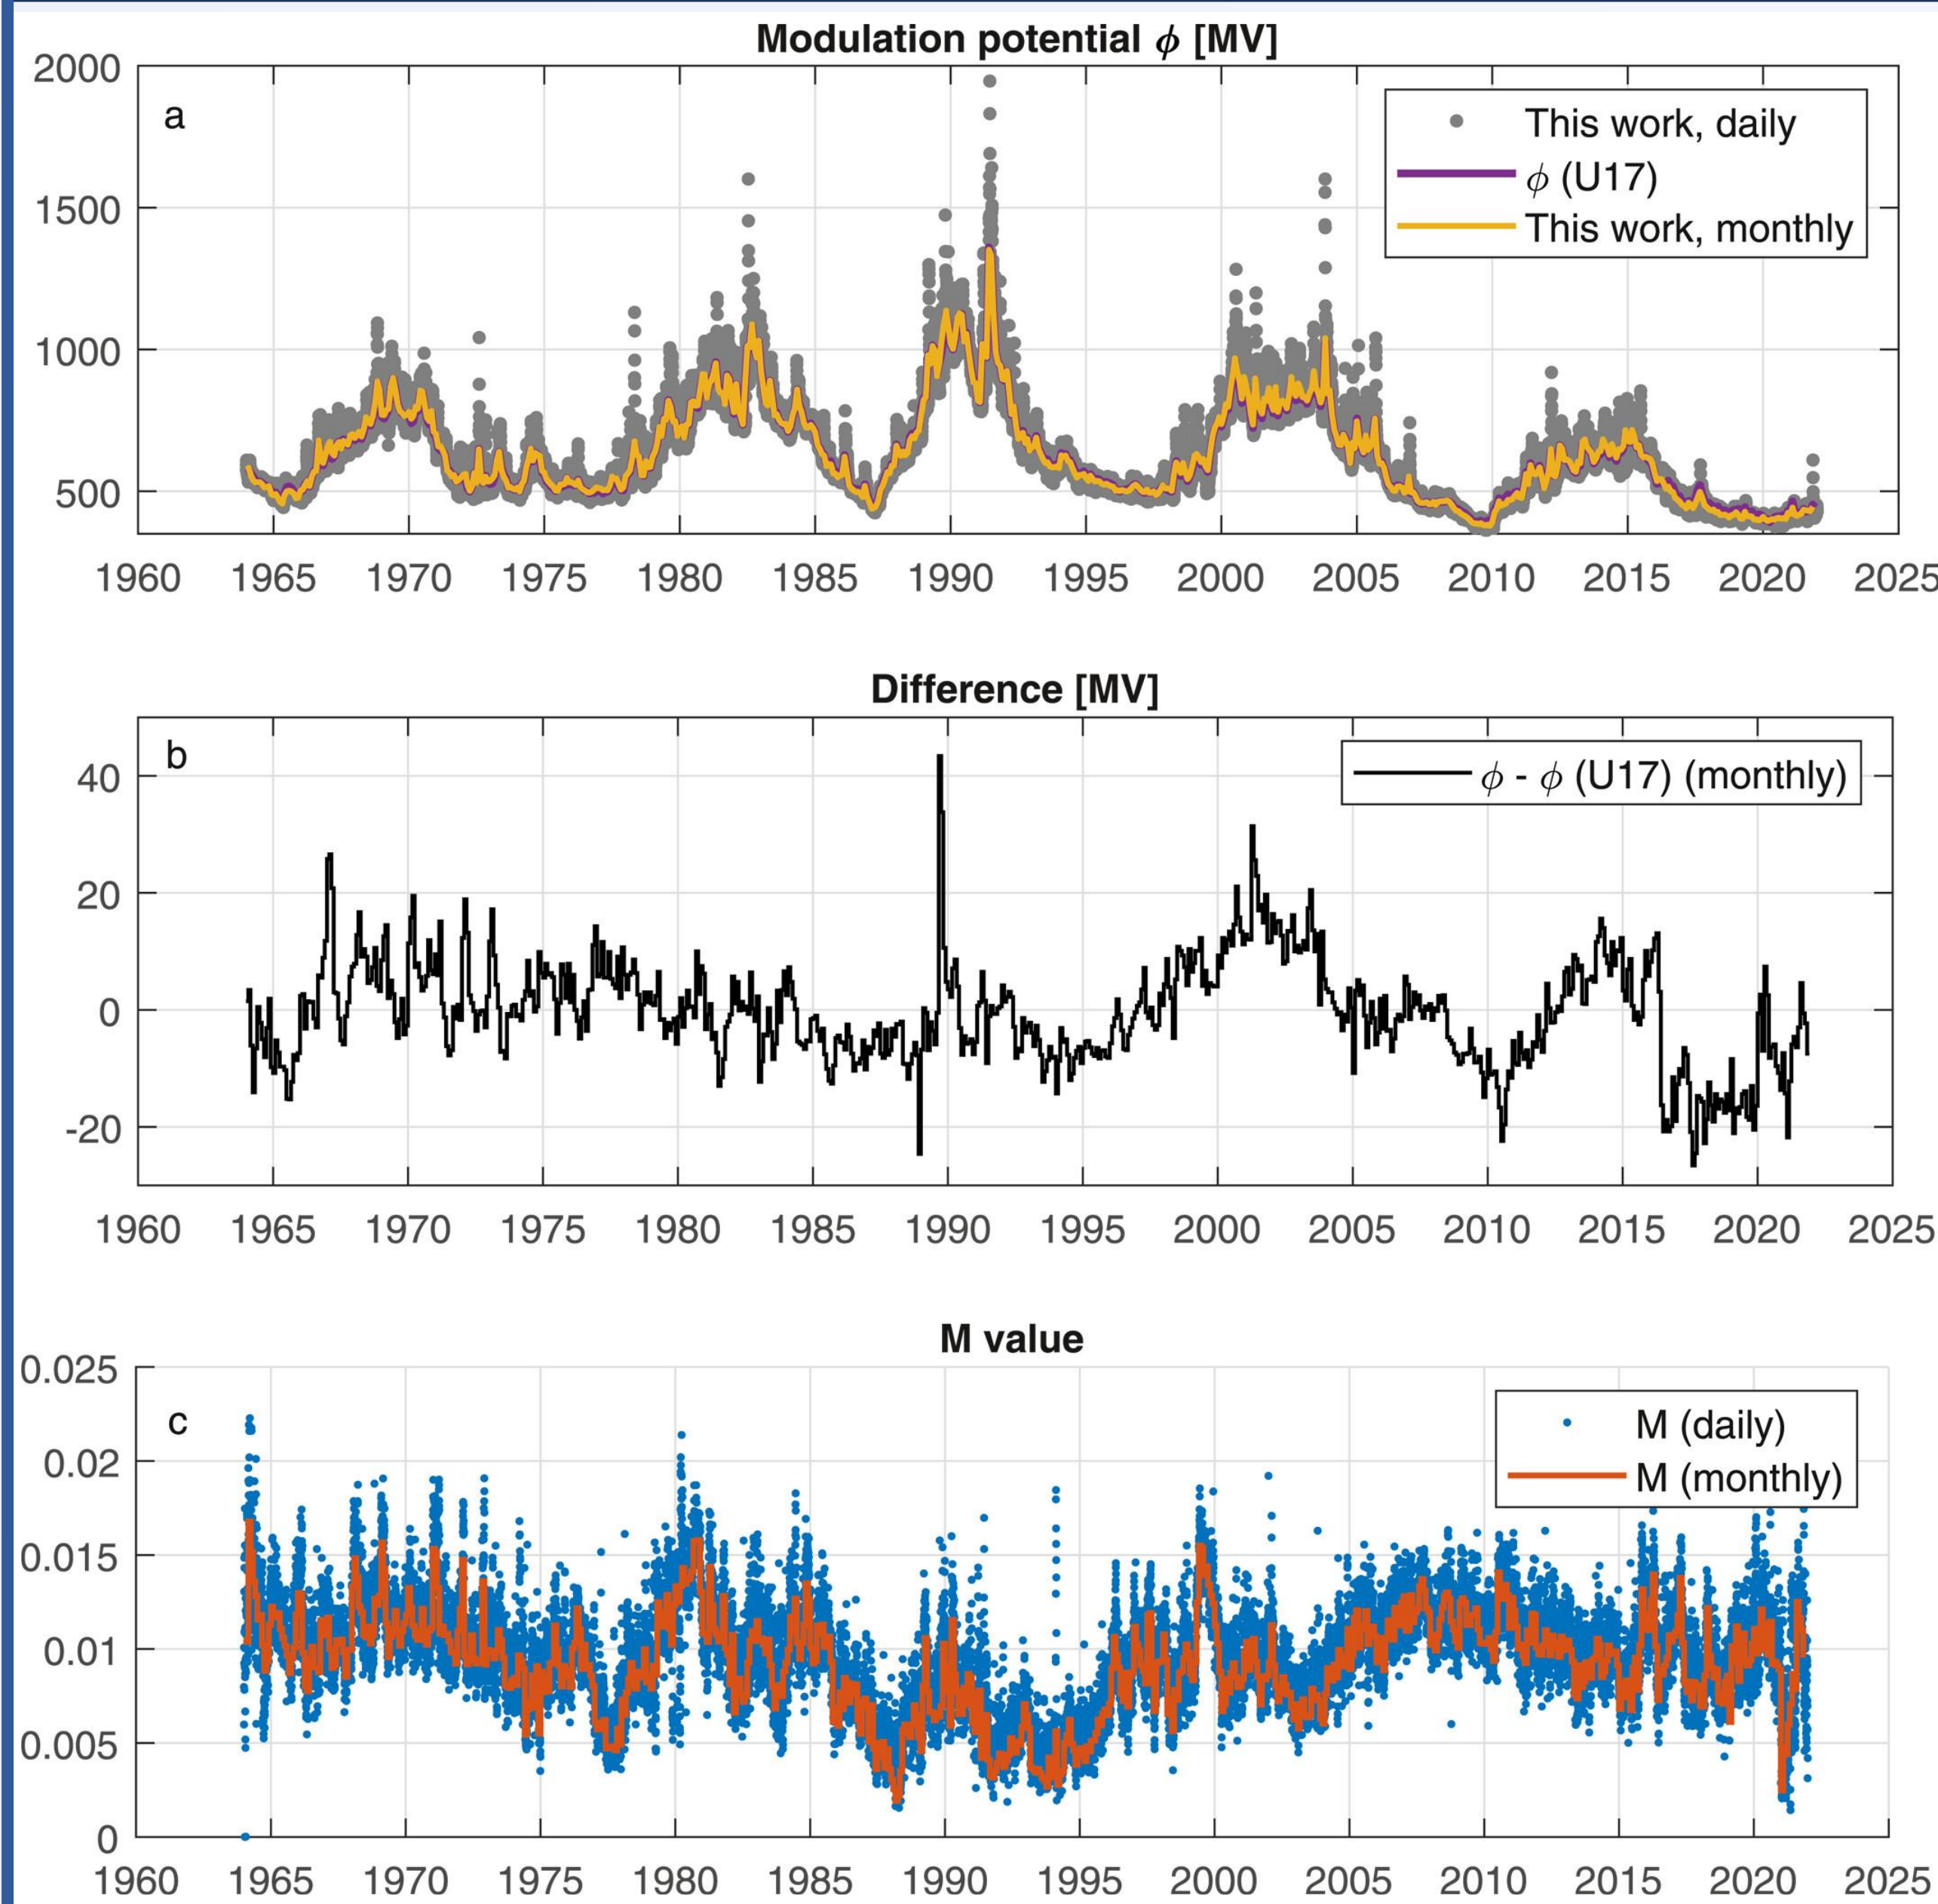 Modulation potential ϕ [MV]
2000
1500
1000
500
a
This work, daily
ϕ (U17)
This work, monthly
1960 1965 1970 1975 1980 1985 1990 1995 2000 2005 2010 2015 2020 2025
Difference [MV]
40
20
0
-20
b
ϕ - ϕ (U17) (monthly)
1960 1965 1970 1975 1980 1985 1990 1995 2000 2005 2010 2015 2020 2025
M value
0.025
0.02
0.015
0.01
0.005
0
c
M (daily)
M (monthly)
1960 1965 1970 1975 1980 1985 1990 1995 2000 2005 2010 2015 2020 2025